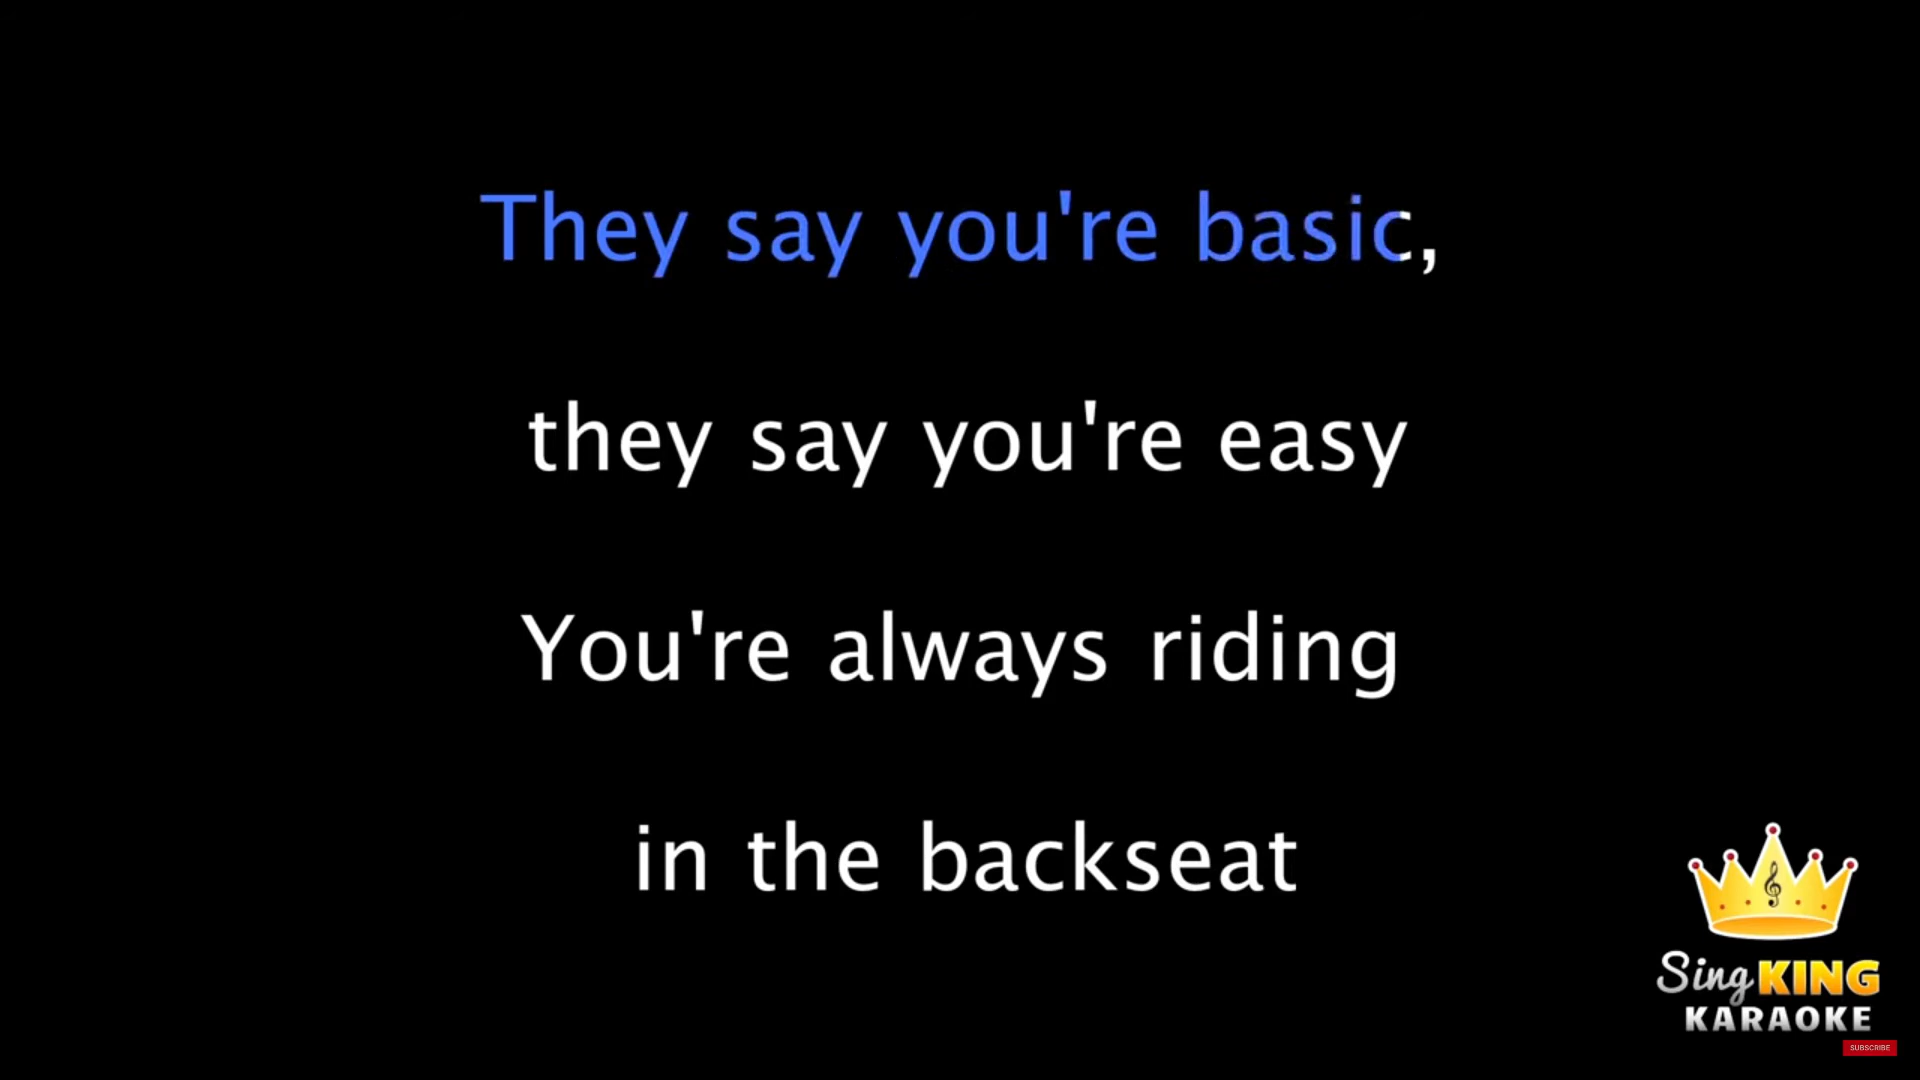 They say you're basic,
they say you're easy
You're always riding
in the backseat
Sing KING
KARAOKE
SUBSCRIBE